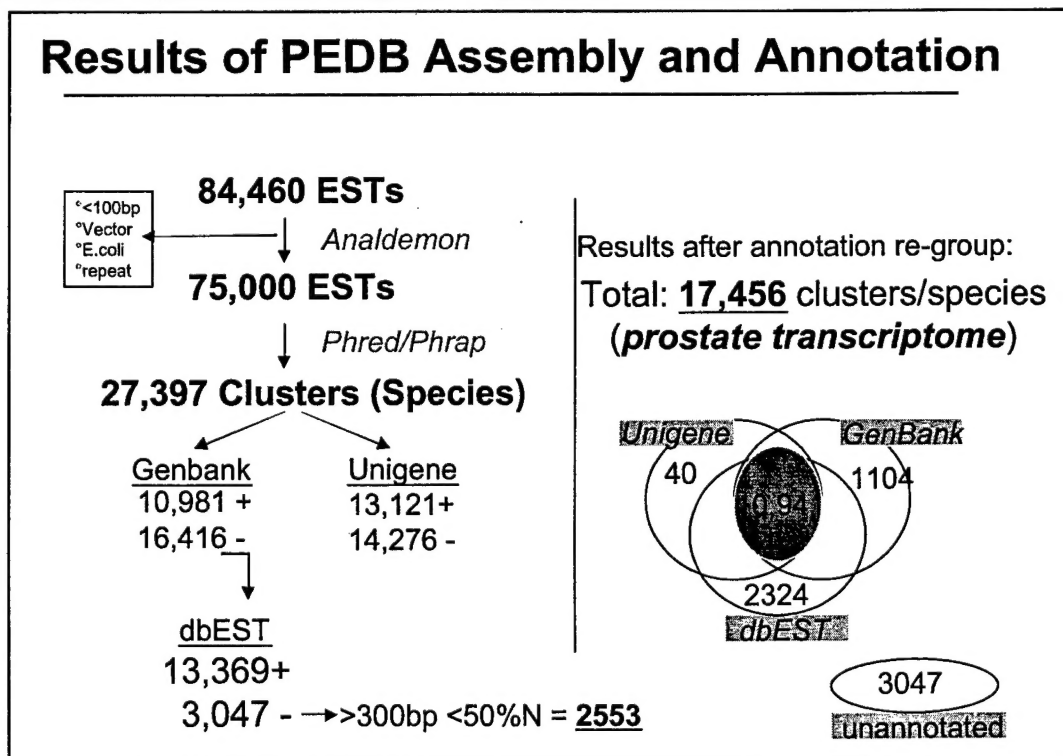 Results of PEDB Assembly and Annotation
84,460 ESTs
°<100bp
°Vector
°E.coli
°repeat
Analdemon
75,000 ESTs
Phred/Phrap
27,397 Clusters (Species)
Genbank
10,981 +
16,416 -
Unigene
13,121+
14,276 -
dbEST
13,369+
3,047 - →>300bp <50%N = 2553
Results after annotation re-group:
Total: 17,456 clusters/species
(prostate transcriptome)
Unigene
GenBank
40
1104
2324
dbEST
3047
unannotated